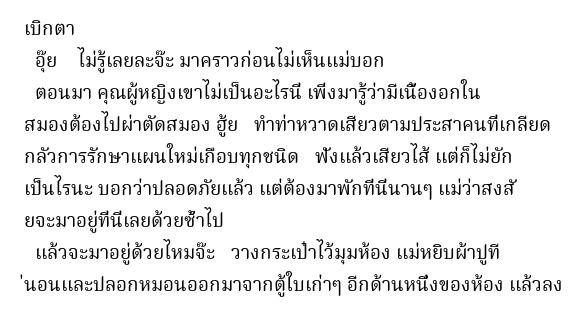 เบิกตา
อุ๊ย ไม่รู้เลยละจ๊ะ มาคราวก่อนไม่เห็นแม่บอก
ตอนมา คุณผู้หญิงเขาไม่เป็นอะไรนี่ เพิ่งมารู้ว่ามีเนื้องอกใน
สมองต้องไปผ่าตัดสมอง ฮู้ย ทำท่าหวาดเสียวตามประสาคนที่เกลียด
กลัวการรักษาแผนใหม่เกือบทุกชนิด ฟังแล้วเสียวไส้ แต่ก็ไม่ยัก
เป็นไรนะ บอกว่าปลอดภัยแล้ว แต่ต้องมาพักที่นี่นานๆ แม่ว่าสงสั
ยจะมาอยู่ที่นี่เลยด้วยซ้ำไป
แล้วจะมาอยู่ด้วยไหมจ๊ะ วางกระเป๋าไว้มุมห้อง แม่หยิบผ้าปูที
่นอนและปลอกหมอนออกมาจากตู้ใบเก่าๆ อีกด้านหนึ่งของห้อง แล้วลง